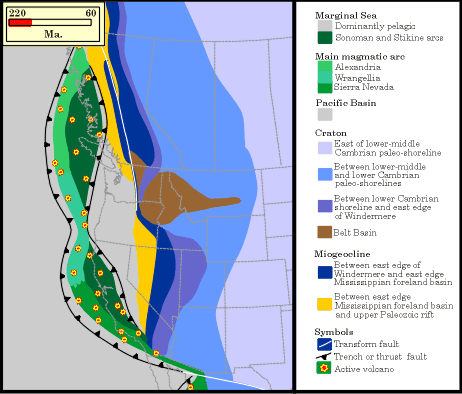 220 60
Ma.
Marginal Sea
Dominantly pelagic
Sonoman and Stikine arcs
Main magmatic arc
Alexandria
Wrangellia
Sierra Nevada
Pacific Basin
Craton
East of lower-middle
Cambrian paleo-shoreline
Between lower-middle
and lower Cambrian
paleo-shorelines
Between lower Cambrian
shoreline and east edge
of Windermere
Belt Basin
Miogeocline
Between east edge of
Windermere and east edge
Mississippian foreland basin
Between east edge
Mississippian foreland basin
and upper Paleozoic rift
Symbols
Transform fault
Trench or thrust fault
Active volcano